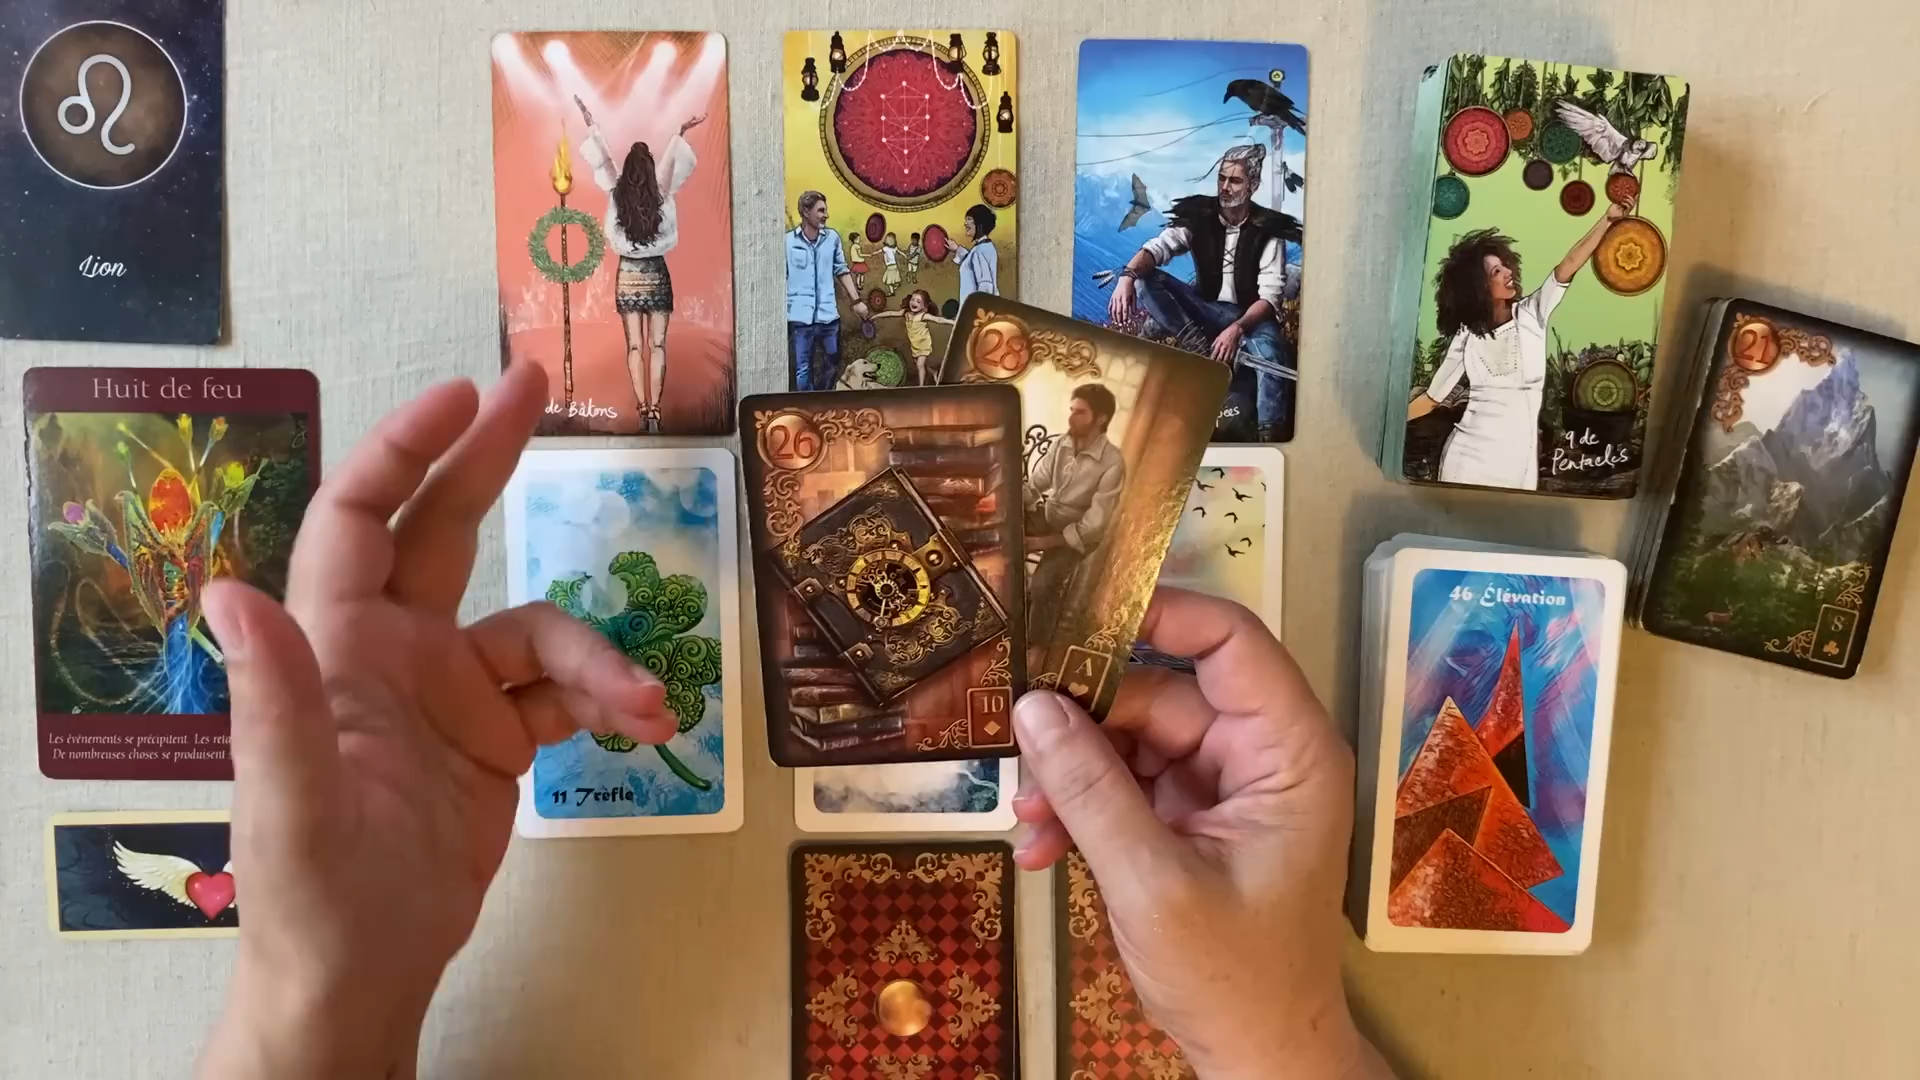 Lion
Huit de feu
Les événements se précipitent. Les
De nombreuses choses se produisent
de Bâtons
9 de
Pentacles
21
8
28
A
26
10
11 Trèfle
46 Élévation